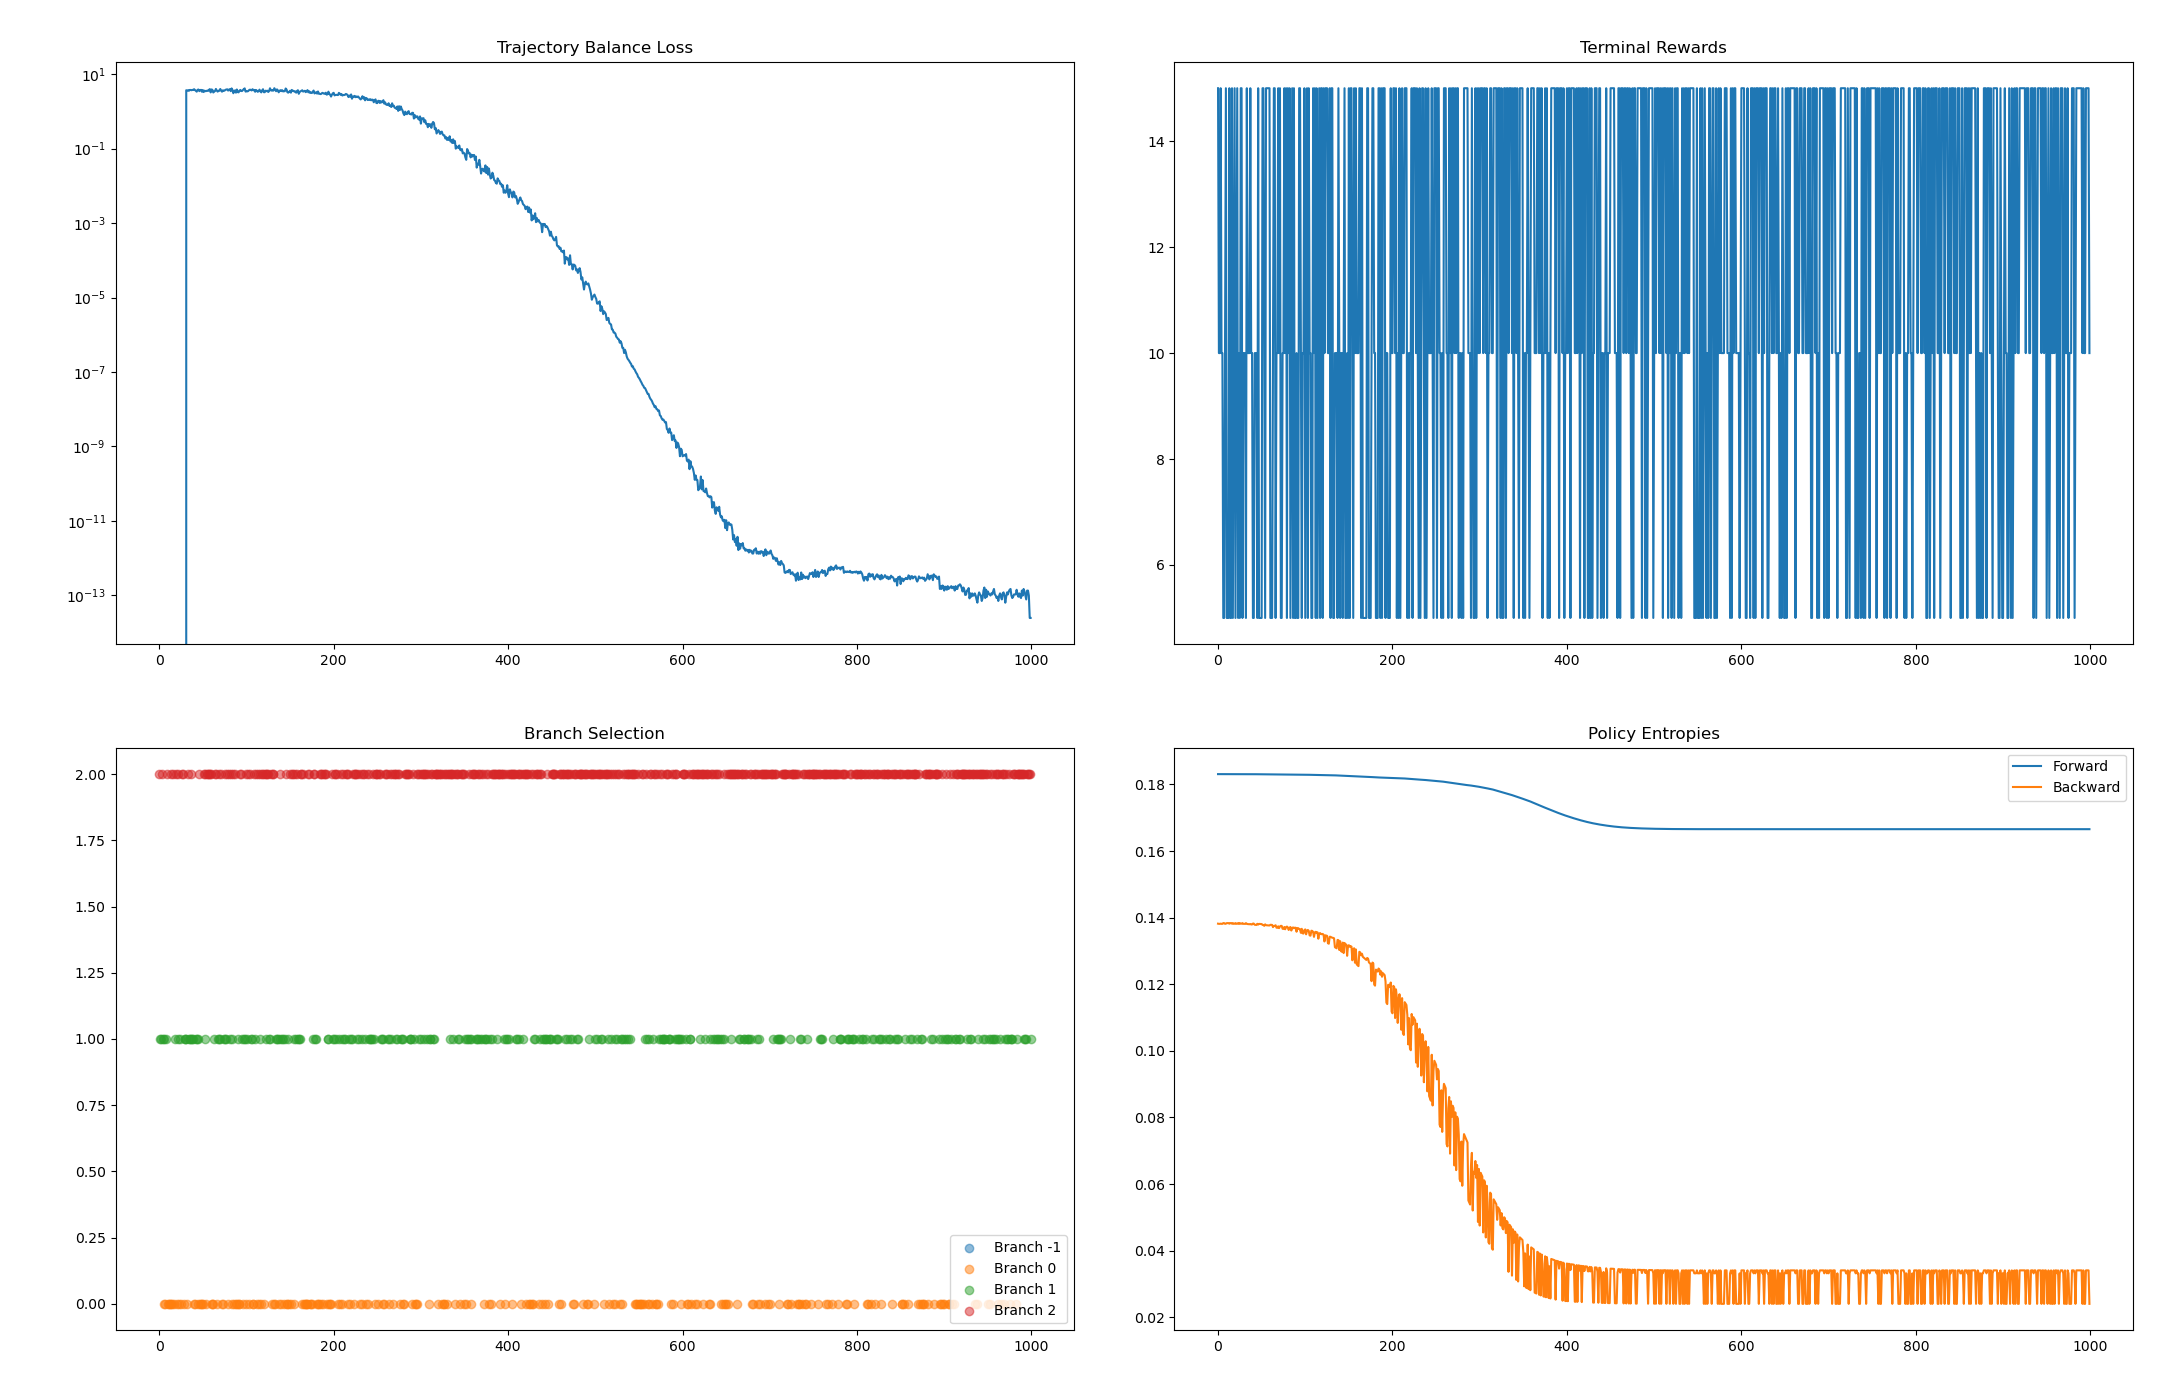 Trajectory Balance Loss
10^1
10^-1
10^-3
10^-5
10^-7
10^-9
10^-11
10^-13
0 200 400 600 800 1000
Terminal Rewards
14
12
10
8
6
0 200 400 600 800 1000
Branch Selection
2.00
1.75
1.50
1.25
1.00
0.75
0.50
0.25
0.00
Branch -1
Branch 0
Branch 1
Branch 2
0 200 400 600 800 1000
Policy Entropies
Forward
Backward
0.18
0.16
0.14
0.12
0.10
0.08
0.06
0.04
0.02
0 200 400 600 800 1000